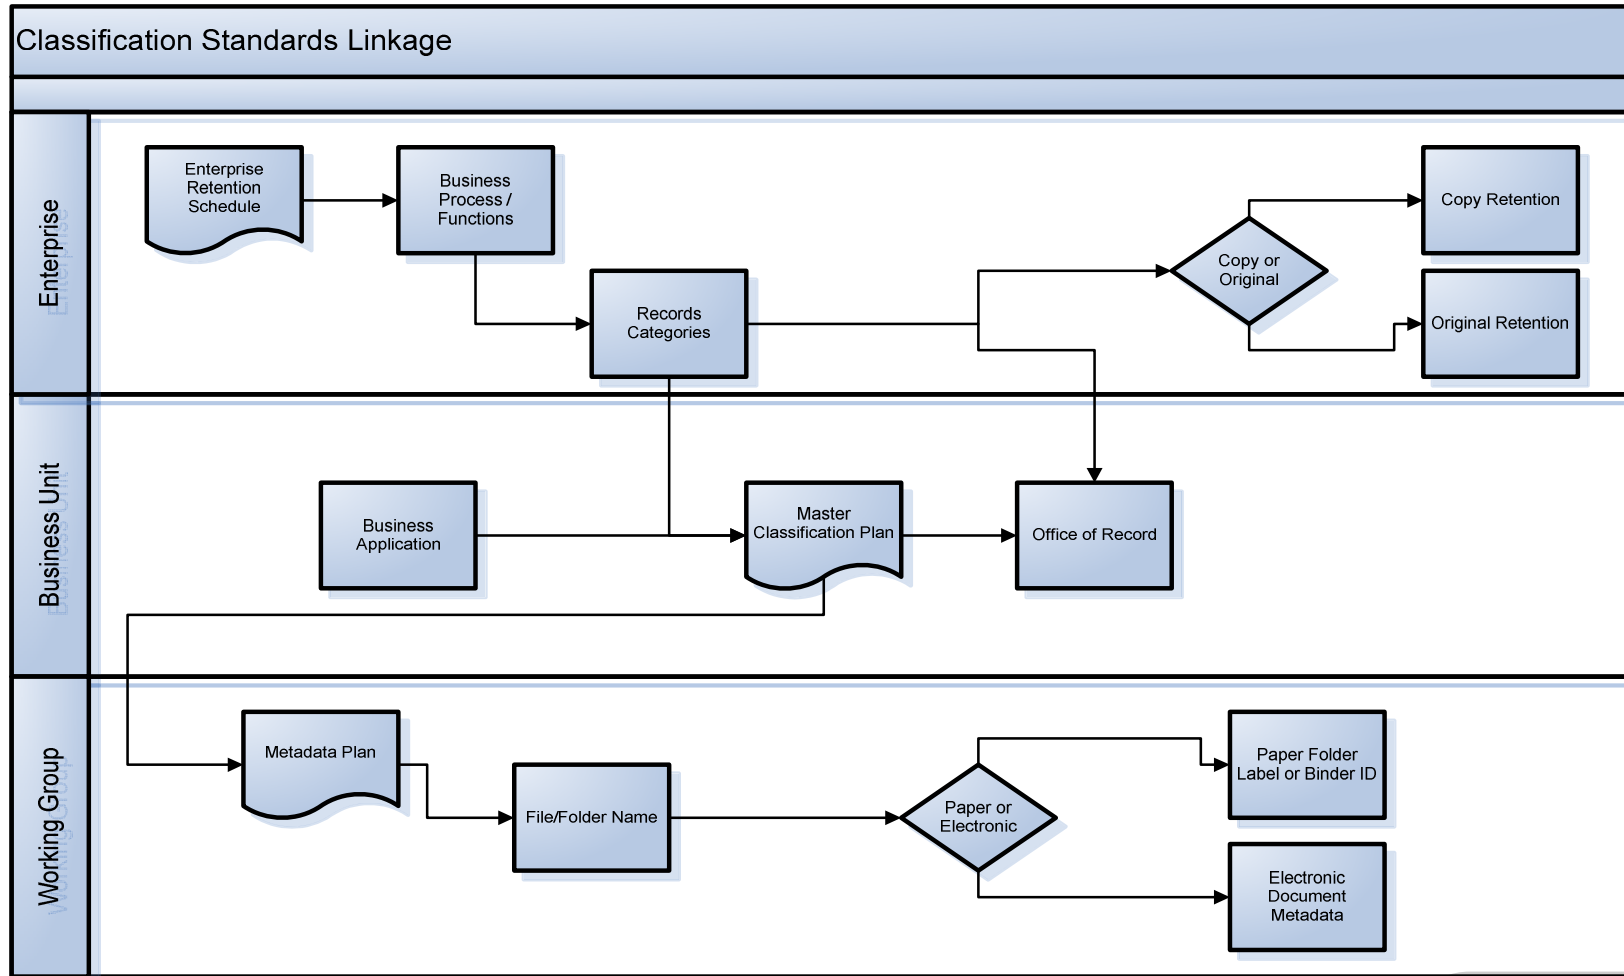 Classification Standards Linkage
Enterprise
Enterprise
Retention
Schedule
Business
Process /
Functions
Records
Categories
Copy or
Original
Copy Retention
Original Retention
Business Unit
Business
Application
Master
Classification Plan
Office of Record
Working Group
Metadata Plan
File/Folder Name
Paper or
Electronic
Paper Folder
Label or Binder ID
Electronic
Document
Metadata